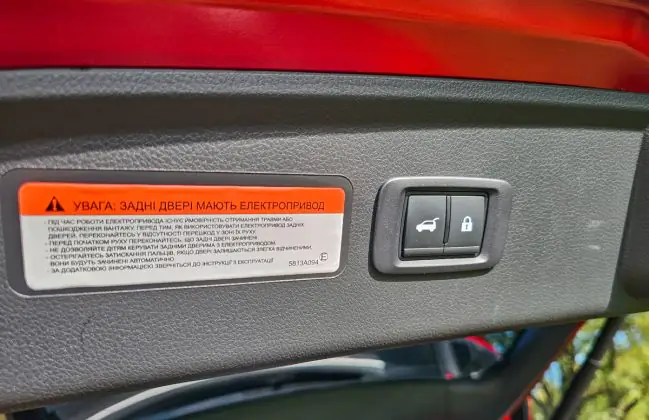 УВАГА: ЗАДНІ ДВЕРІ МАЮТЬ ЕЛЕКТРОПРИВОД
- ПІД ЧАС РОБОТИ ЕЛЕКТРОПРИВОДА ІСНУЄ ЙМОВІРНІСТЬ ОТРИМАННЯ ТРАВМИ АБО
ПОШКОДЖЕННЯ ВАНТАЖУ. ПЕРЕД ТИМ, ЯК ВИКОРИСТОВУВАТИ ЕЛЕКТРОПРИВОД ЗАДНІХ
ДВЕРЕЙ, ПЕРЕКОНАЙТЕСЬ У ВІДСУТНОСТІ ПЕРЕШКОД У ЗОНІ ЇХ РУХУ.
- ПЕРЕД ПОЧАТКОМ РУХУ ПЕРЕКОНАЙТЕСЬ, ЩО ЗАДНІ ДВЕРІ ЗАЧИНЕНІ.
- НЕ ДОЗВОЛЯЙТЕ ДІТЯМ КЕРУВАТИ ЗАДНІМИ ДВЕРИМА З ЕЛЕКТРОПРИВОДОМ.
- ОСТЕРІГАЙТЕСЬ ЗАТИСКАННЯ ПАЛЬЦІВ, ЯКЩО ДВЕРІ ЗАЛИШАЮТЬСЯ ЗЛЕГКА ВІДЧИНЕНИМИ,
ВОНИ БУДУТЬ ЗАЧИНЕНІ АВТОМАТИЧНО
- ЗА ДОДАТКОВОЮ ІНФОРМАЦІЄЮ ЗВЕРНІТЬСЯ ДО ІНСТРУКЦІЇ З ЕКСПЛУАТАЦІЇ
5813A094